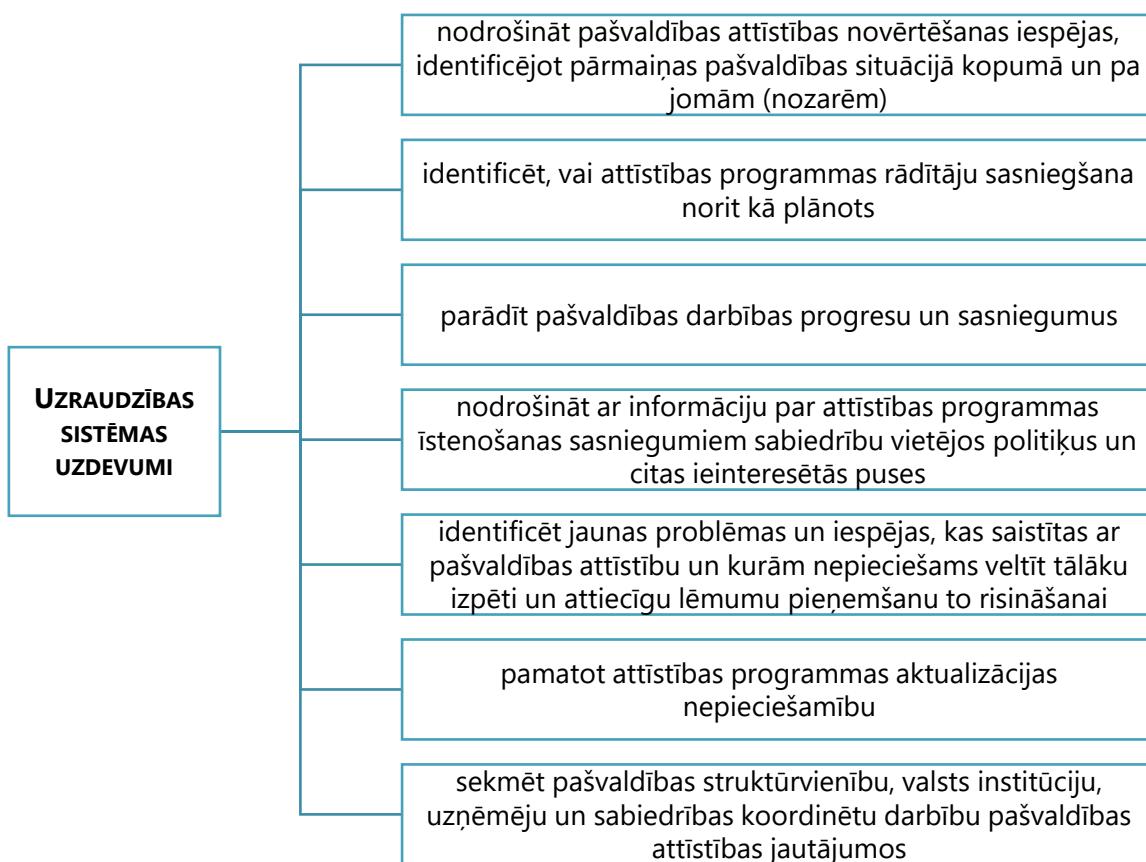 nodrošināt pašvaldības attīstības novērtēšanas iespējas,
identificējot pārmaiņas pašvaldības situācijā kopumā un pa
jomām (nozarēm)
identificēt, vai attīstības programmas rādītāju sasniegšana
norit kā plānots
parādīt pašvaldības darbības progresu un sasniegumus
UZRAUDZĪBAS
SISTĒMAS
UZDEVUMI
nodrošināt ar informāciju par attīstības programmas
īstenošanas sasniegumiem sabiedrību vietējos politiķus un
citas ieinteresētās puses
identificēt jaunas problēmas un iespējas, kas saistītas ar
pašvaldības attīstību un kurām nepieciešams veltīt tālāku
izpēti un attiecīgu lēmumu pieņemšanu to risināšanai
pamatot attīstības programmas aktualizācijas
nepieciešamību
sekmēt pašvaldības struktūrvienību, valsts institūciju,
uzņēmēju un sabiedrības koordinētu darbību pašvaldības
attīstības jautājumos